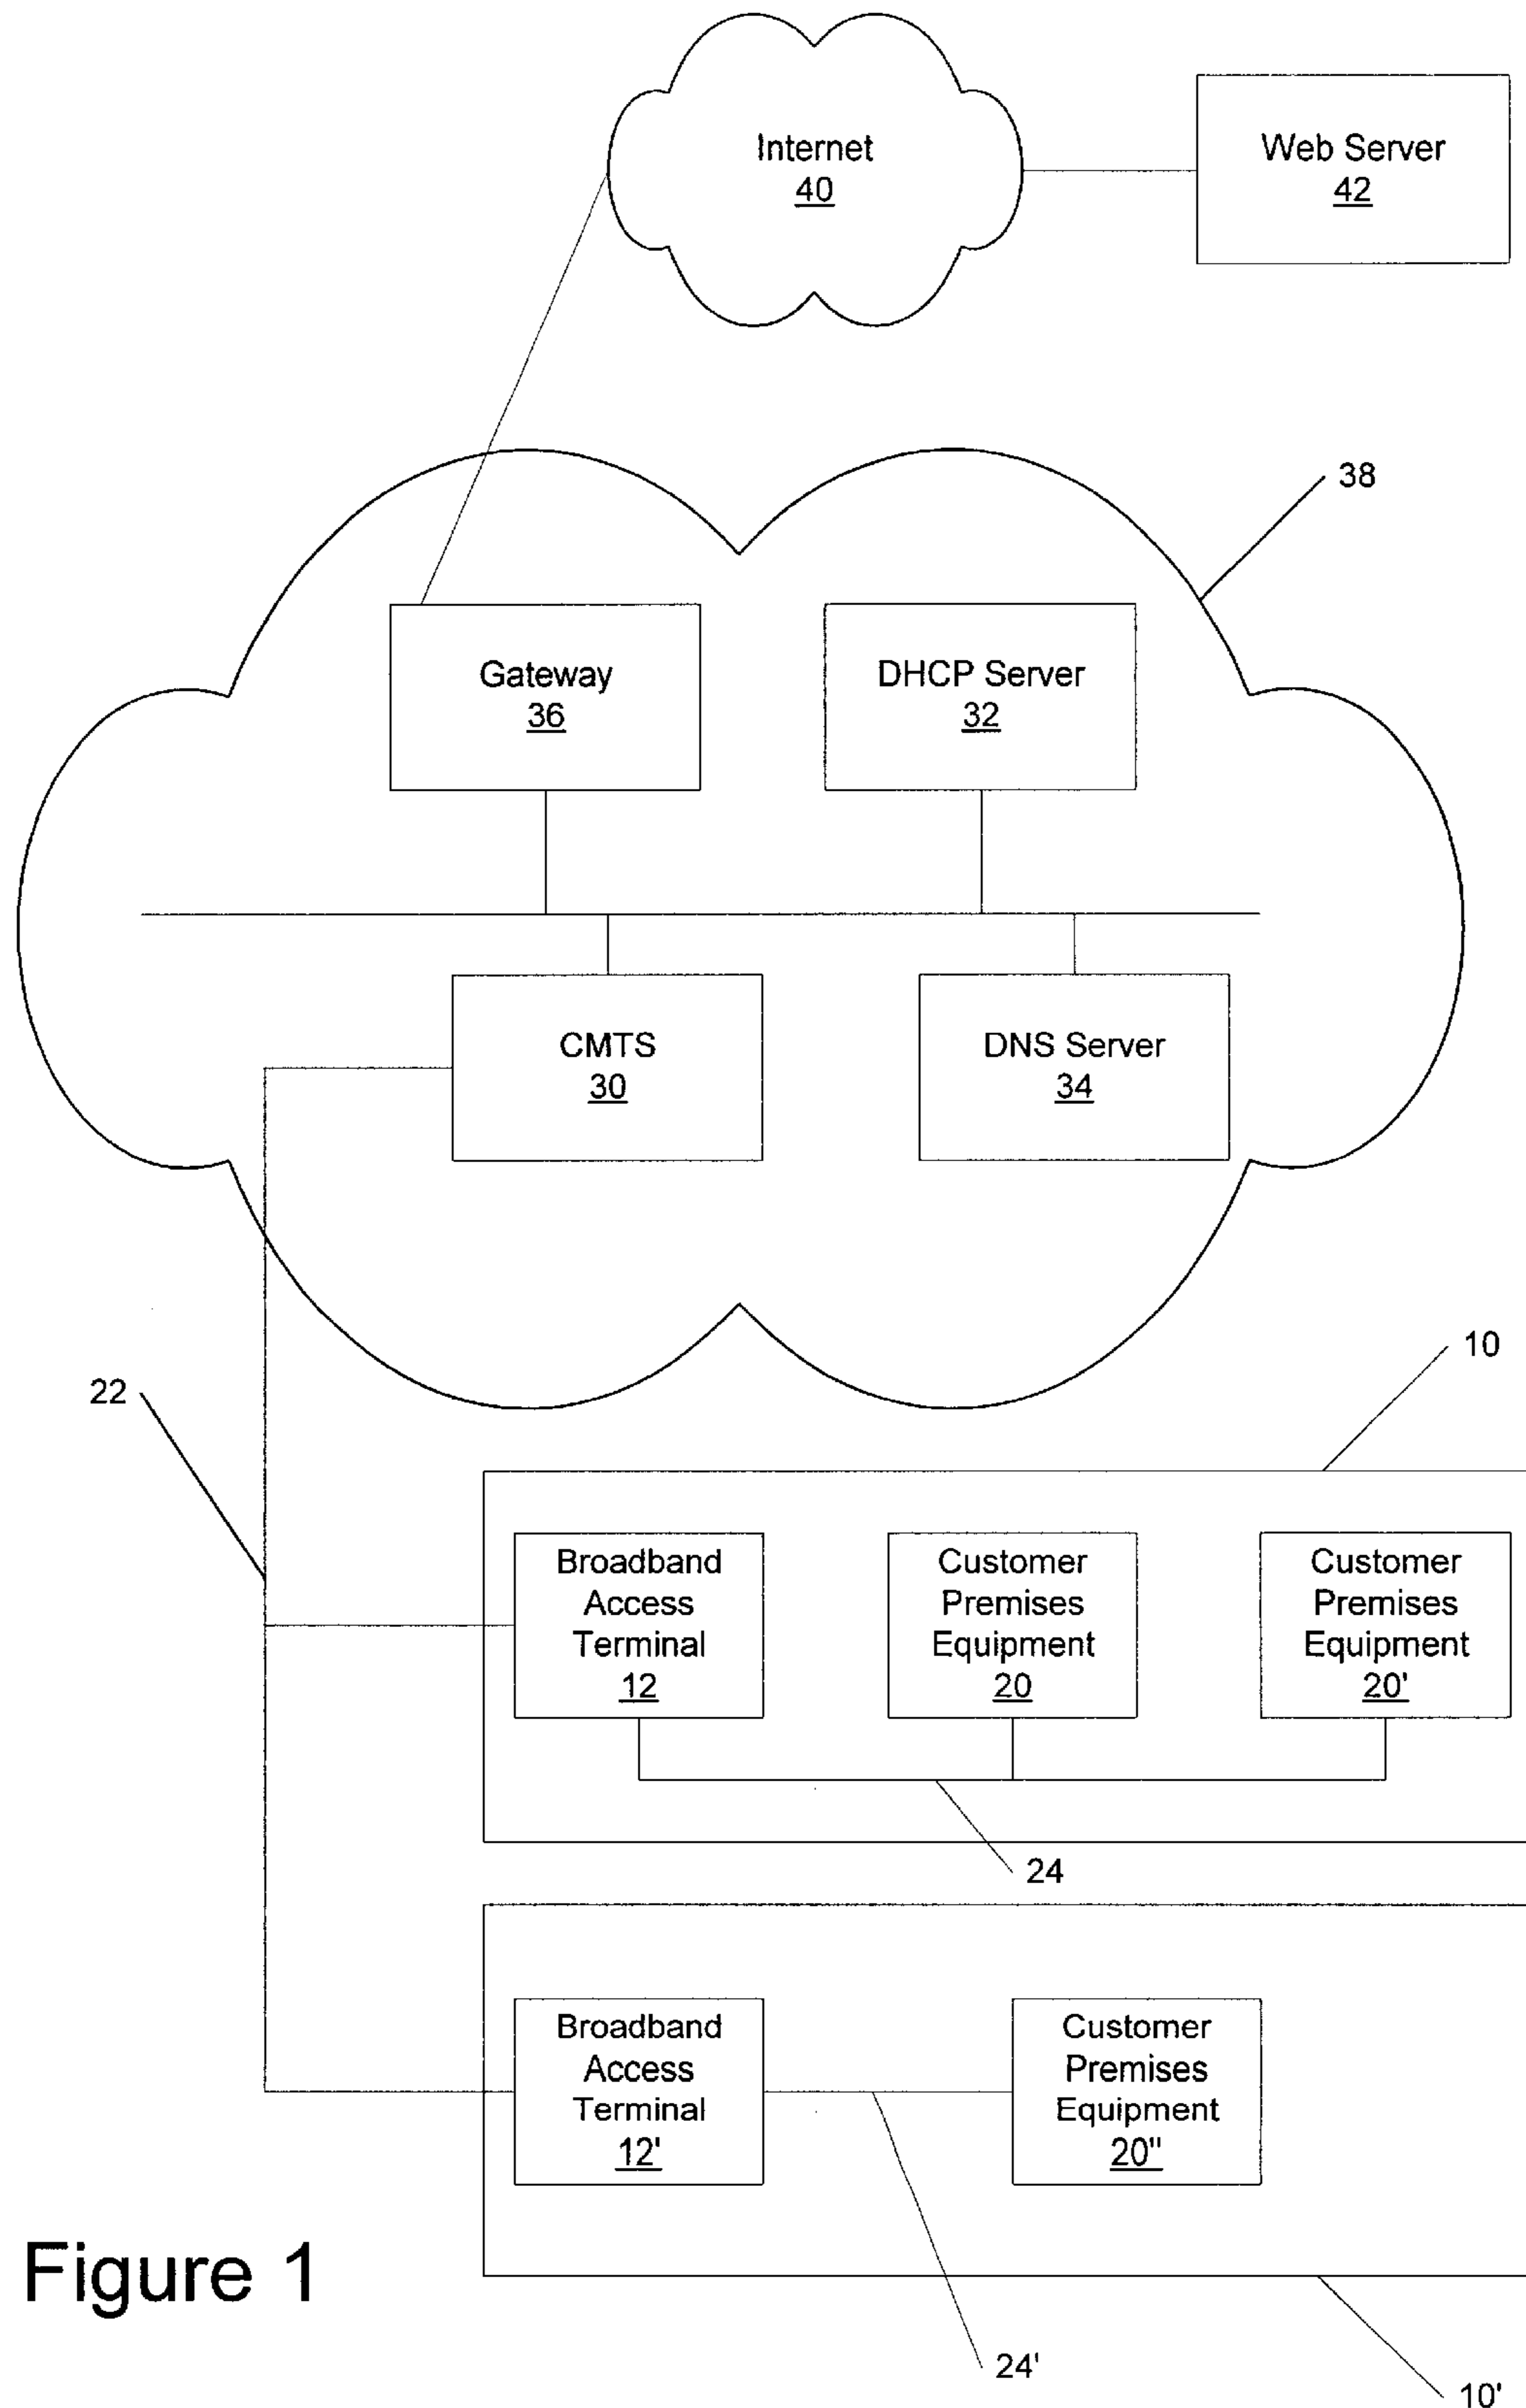 Internet
40
Web Server
42
38
Gateway
36
DHCP Server
32
CMTS
30
DNS Server
34
10
22
Broadband
Access
Terminal
12
Customer
Premises
Equipment
20
Customer
Premises
Equipment
20'
24
Broadband
Access
Terminal
12'
Customer
Premises
Equipment
20"
Figure 1
24'
10'